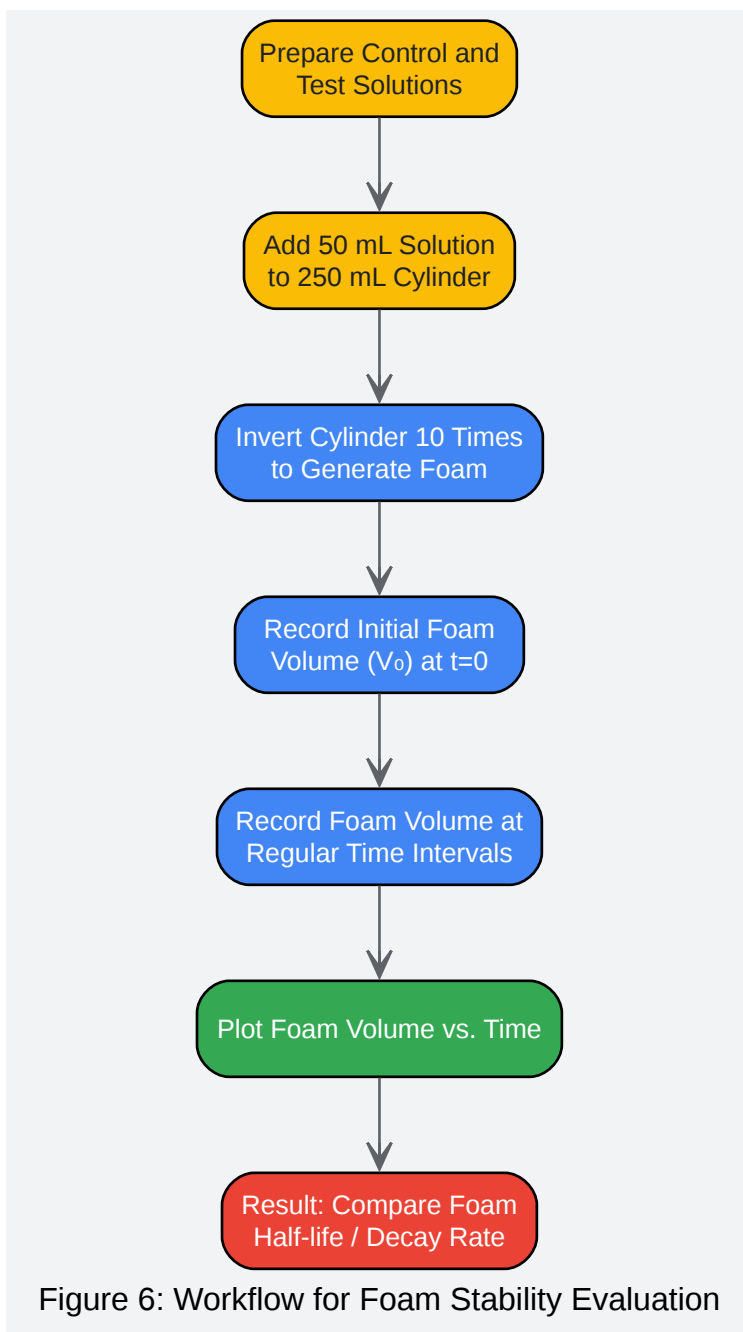 Prepare Control and
Test Solutions
Add 50 mL Solution
to 250 mL Cylinder
Invert Cylinder 10 Times
to Generate Foam
Record Initial Foam
Volume (V₀) at t=0
Record Foam Volume at
Regular Time Intervals
Plot Foam Volume vs. Time
Result: Compare Foam
Half-life / Decay Rate
Figure 6: Workflow for Foam Stability Evaluation